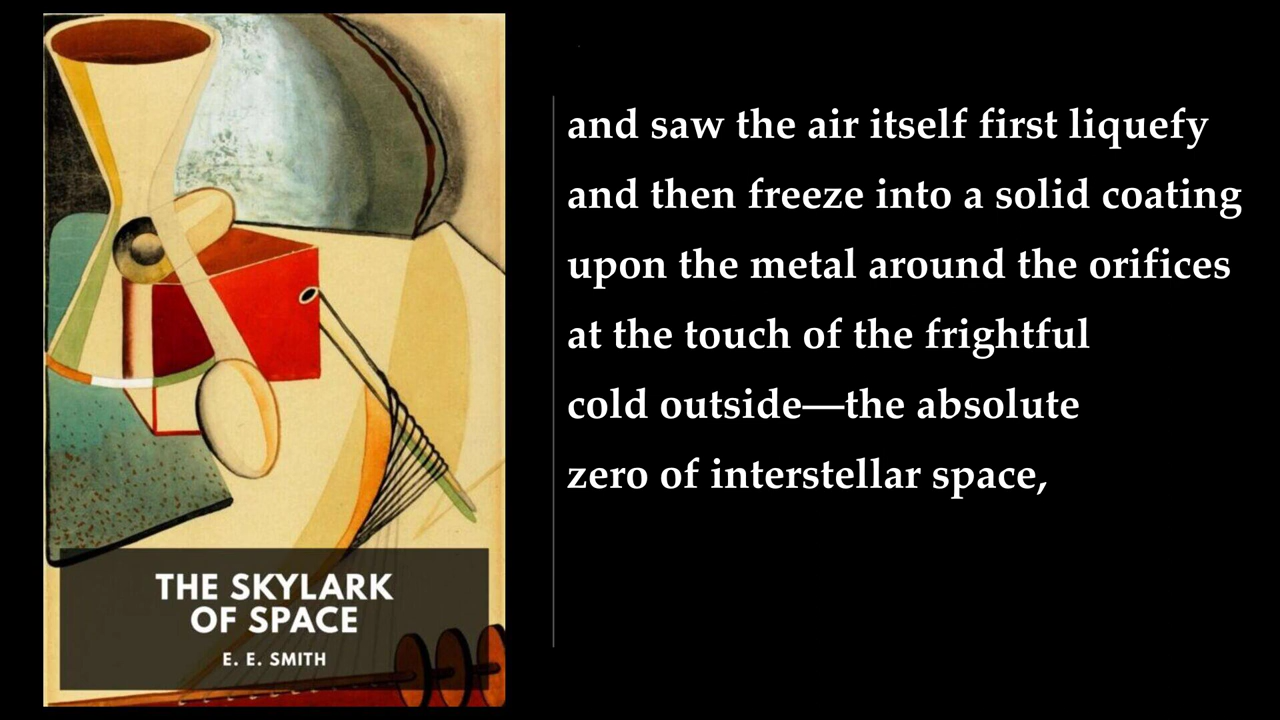 THE SKYLARK
OF SPACE
E. E. SMITH
and saw the air itself first liquefy
and then freeze into a solid coating
upon the metal around the orifices
at the touch of the frightful
cold outside—the absolute
zero of interstellar space,